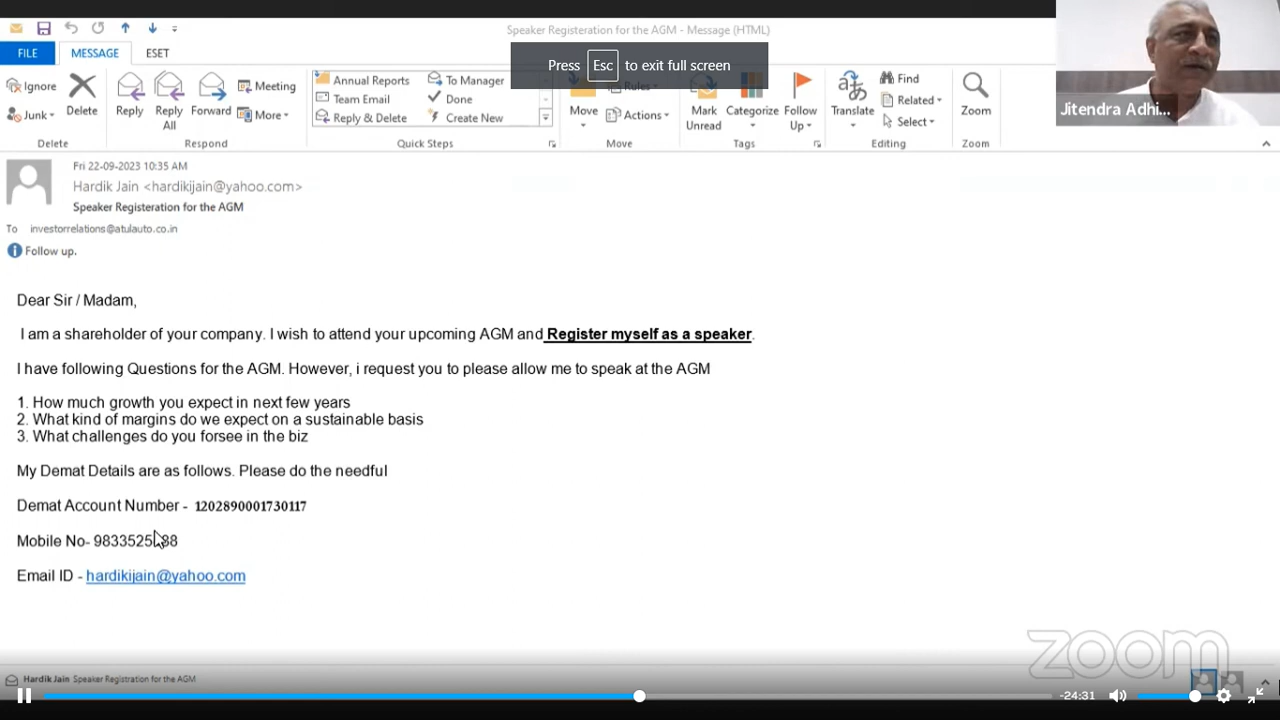 Speaker Registeration for the AGM - Message (HTML)
Press Esc to exit full screen
FILE MESSAGE ESET
Ignore
Junk
Delete
Delete
Reply
Reply All
Forward
Meeting
More
Respond
Annual Reports
Team Email
Reply & Delete
To Manager
Done
Create New
Quick Steps
Move
Rules
Actions
Move
Mark Unread
Categorize
Follow Up
Tags
Translate
Find
Related
Select
Editing
Zoom
Zoom
Jitendra Adhi...
Fri 22-09-2023 10:35 AM
Hardik Jain <hardikijain@yahoo.com>
Speaker Registeration for the AGM
To investorrelations@atulauto.co.in
Follow up.
Dear Sir / Madam,
I am a shareholder of your company. I wish to attend your upcoming AGM and Register myself as a speaker.
I have following Questions for the AGM. However, i request you to please allow me to speak at the AGM
1. How much growth you expect in next few years
2. What kind of margins do we expect on a sustainable basis
3. What challenges do you forsee in the biz
My Demat Details are as follows. Please do the needful
Demat Account Number - 1202890001730117
Mobile No-
Email ID - hardikijain@yahoo.com
zoom
Hardik Jain Speaker Registration for the AGM
-24:31